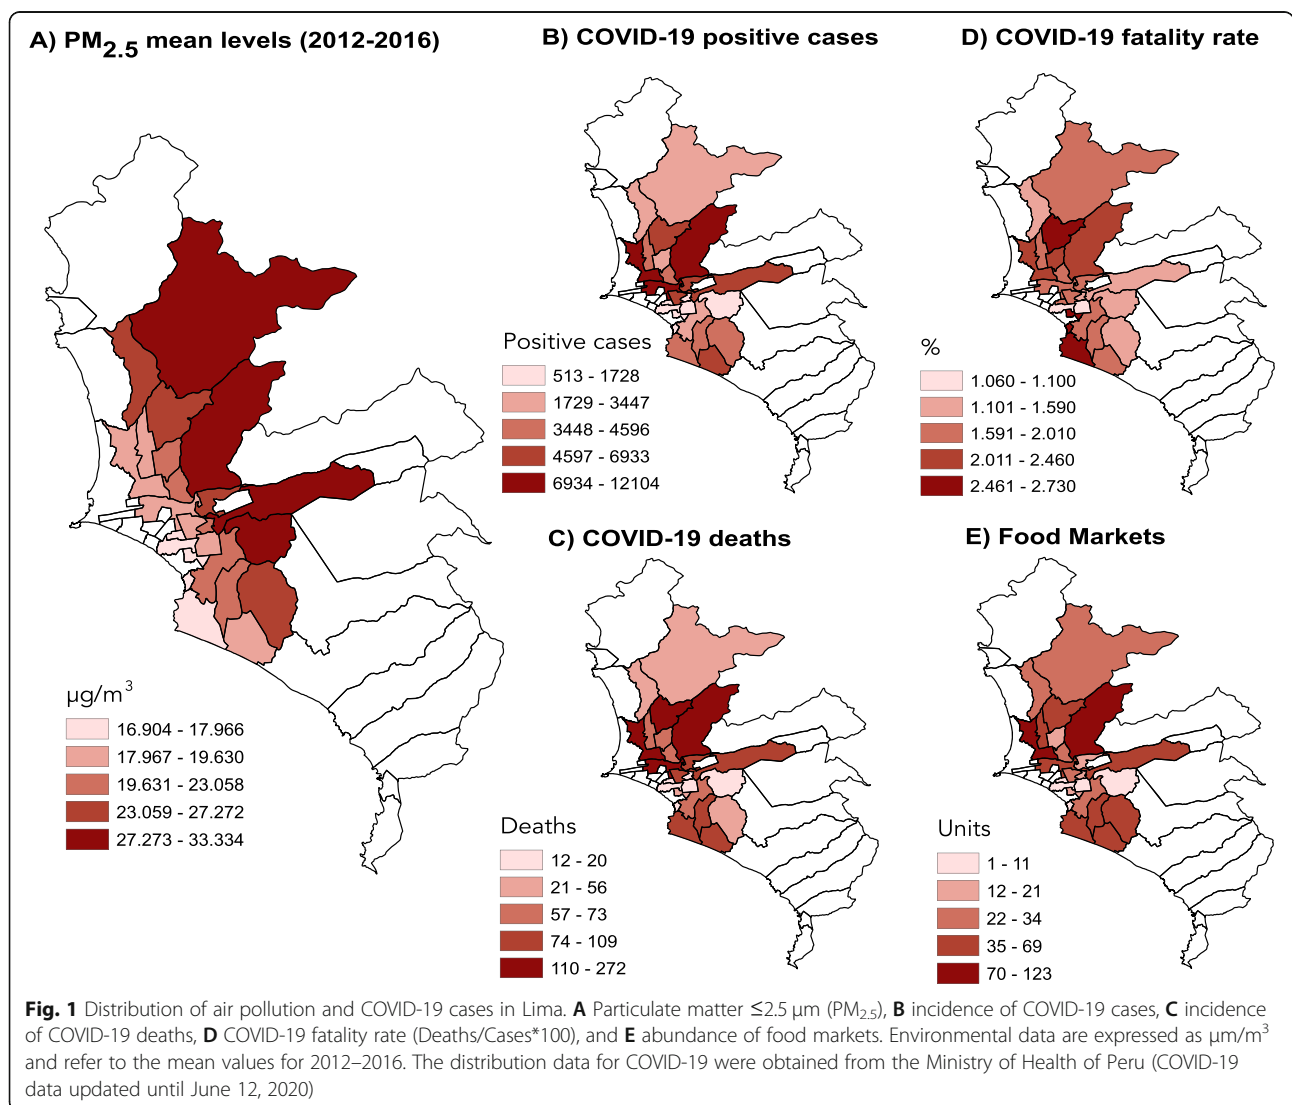 A) PM2.5 mean levels (2012-2016)
B) COVID-19 positive cases
D) COVID-19 fatality rate
Positive cases
513 - 1728
1729 - 3447
3448 - 4596
4597 - 6933
6934 - 12104
%
1.060 - 1.100
1.101 - 1.590
1.591 - 2.010
2.011 - 2.460
2.461 - 2.730
C) COVID-19 deaths
E) Food Markets
µg/m3
16.904 - 17.966
17.967 - 19.630
19.631 - 23.058
23.059 - 27.272
27.273 - 33.334
Deaths
12 - 20
21 - 56
57 - 73
74 - 109
110 - 272
Units
1 - 11
12 - 21
22 - 34
35 - 69
70 - 123
Fig. 1 Distribution of air pollution and COVID-19 cases in Lima. A Particulate matter ≤2.5 µm (PM2.5), B incidence of COVID-19 cases, C incidence
of COVID-19 deaths, D COVID-19 fatality rate (Deaths/Cases*100), and E abundance of food markets. Environmental data are expressed as µm/m3
and refer to the mean values for 2012–2016. The distribution data for COVID-19 were obtained from the Ministry of Health of Peru (COVID-19
data updated until June 12, 2020)